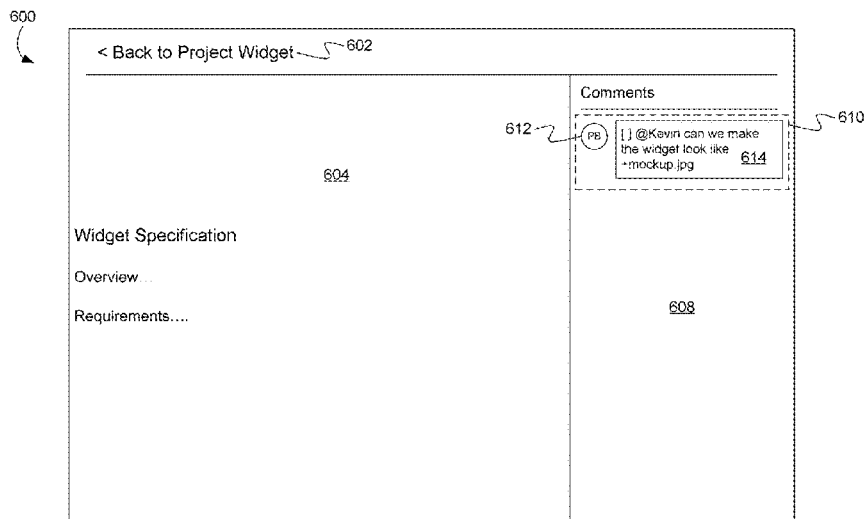 600
< Back to Project Widget
602
Comments
610
612
PB
[ ] @Kevin can we make
the widget look like
+mockup.jpg
614
604
Widget Specification
Overview...
Requirements....
608